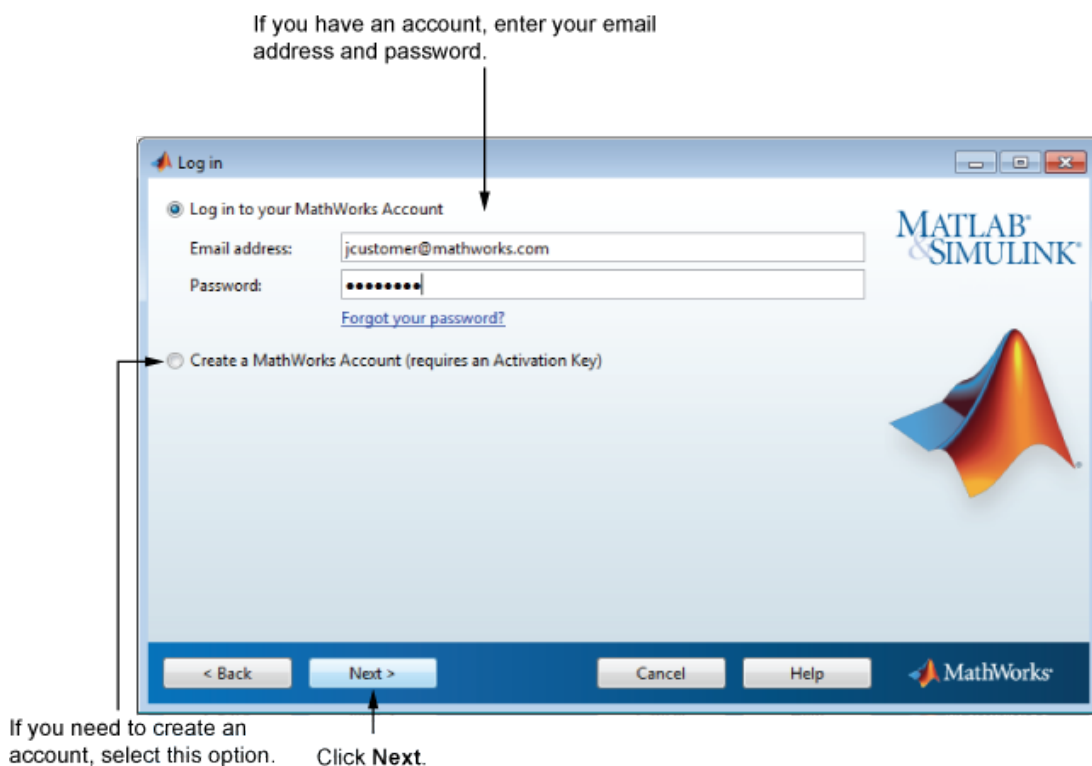 If you have an account, enter your email
address and password.
Log in
Log in to your MathWorks Account
MATLAB®
&SIMULINK®
Email address:
jcustomer@mathworks.com
Password:
••••••••
Forgot your password?
Create a MathWorks Account (requires an Activation Key)
< Back
Next >
Cancel
Help
MathWorks®
If you need to create an
account, select this option.
Click Next.